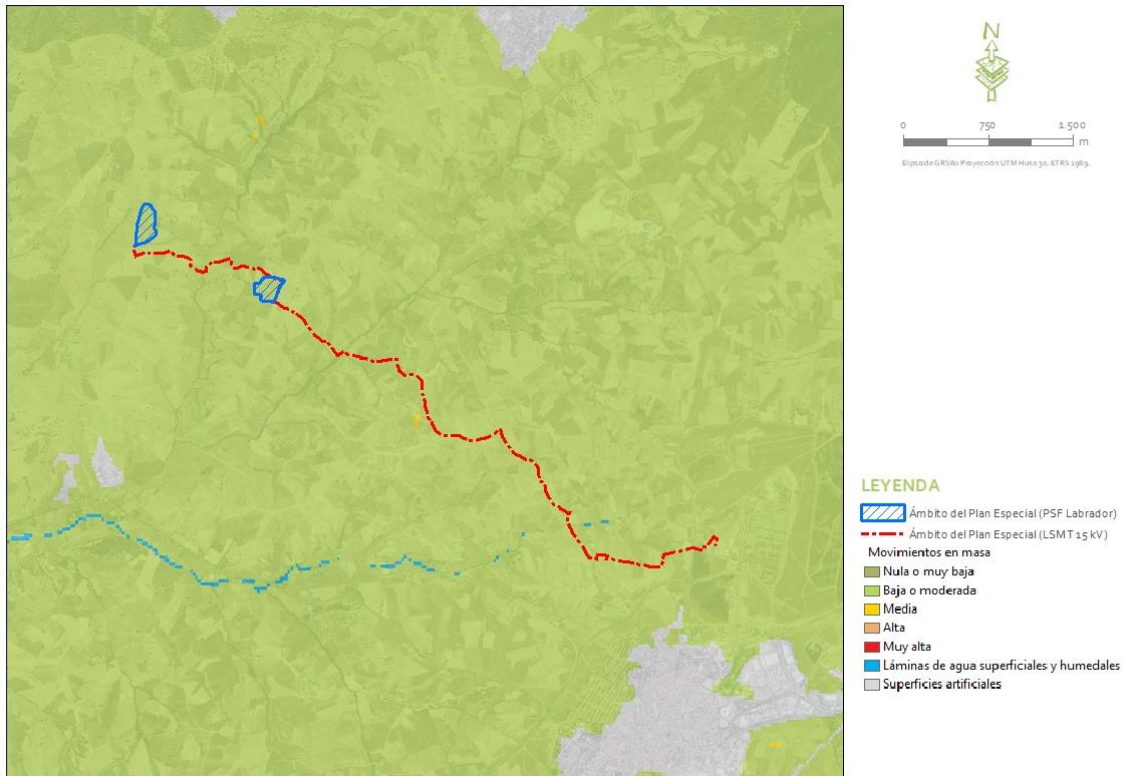 N
0 750 1.500
m
Elipsoide GRS80 Proyección UTM Huso 30. ETRS 1989.
LEYENDA
Ámbito del Plan Especial (PSF Labrador)
Ámbito del Plan Especial (LSMT 15 kV)
Movimientos en masa
Nula o muy baja
Baja o moderada
Media
Alta
Muy alta
Láminas de agua superficiales y humedales
Superficies artificiales